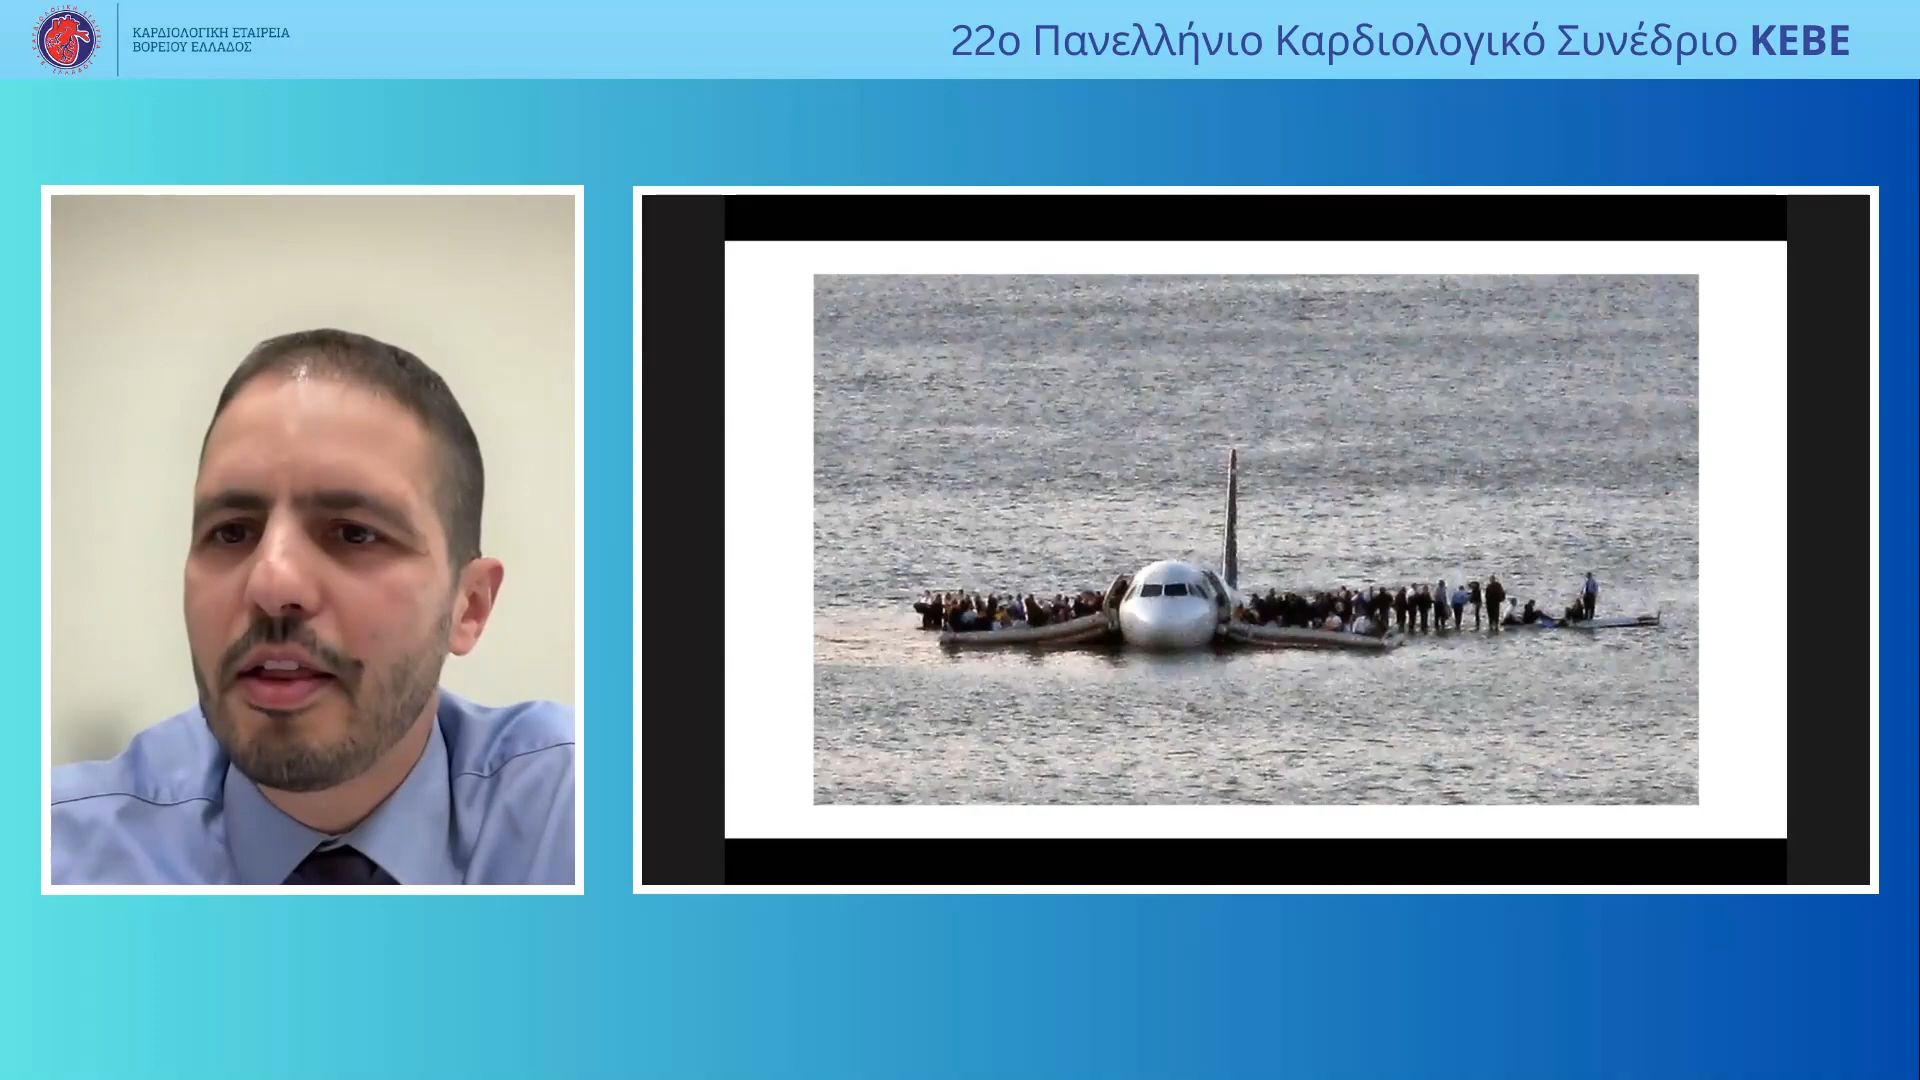 ΚΑΡΔΙΟΛΟΓΙΚΗ ΕΤΑΙΡΕΙΑ
ΒΟΡΕΙΟΥ ΕΛΛΑΔΟΣ
22ο Πανελλήνιο Καρδιολογικό Συνέδριο ΚΕΒΕ